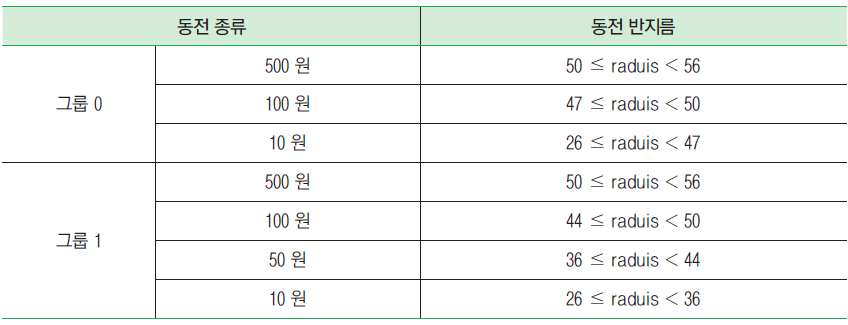 동전 종류 동전 반지름
그룹 0
500 원 50 ≤ raduis < 56
100 원 47 ≤ raduis < 50
10 원 26 ≤ raduis < 47
그룹 1
500 원 50 ≤ raduis < 56
100 원 44 ≤ raduis < 50
50 원 36 ≤ raduis < 44
10 원 26 ≤ raduis < 36